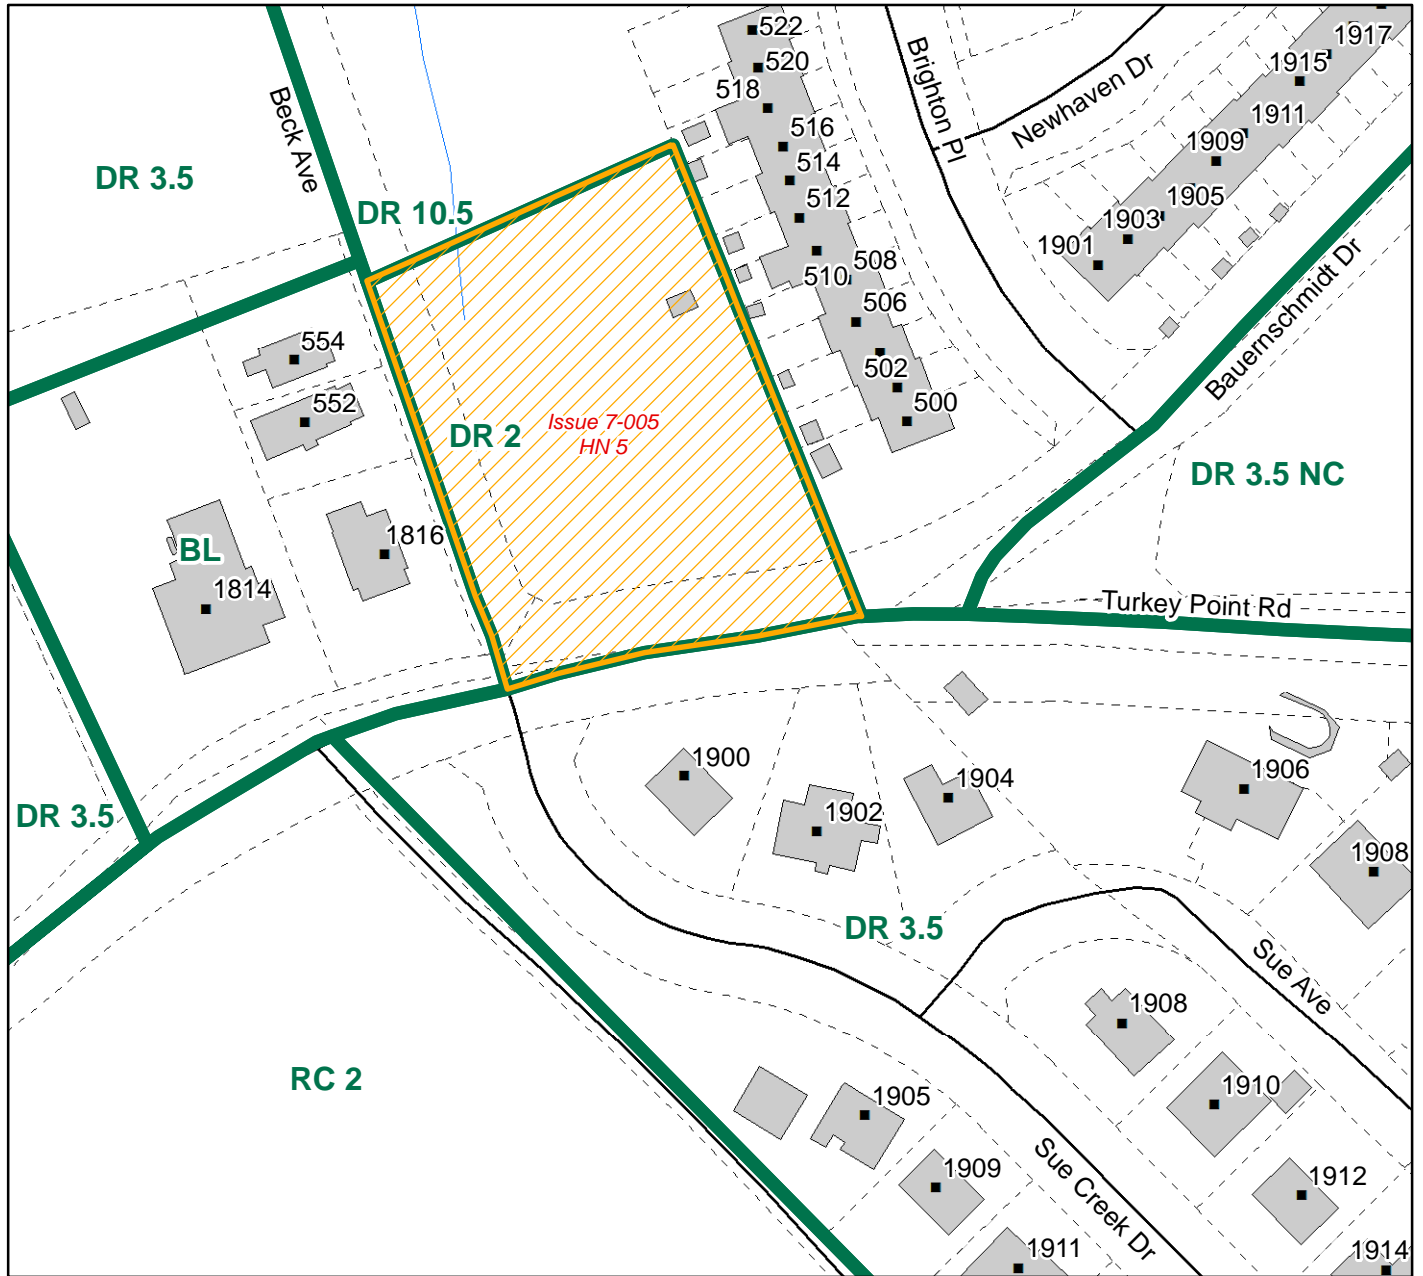 522
520
518
516
514
512
510
508
506
502
500
Beck Ave
Brighton Pl
Newhaven Dr
1917
1915
1911
1909
1905
1903
1901
Bauernschmidt Dr
DR 3.5
DR 10.5
554
552
DR 2
Issue 7-005
HN 5
DR 3.5 NC
BL
1816
1814
Turkey Point Rd
1900
1902
1904
1906
1908
DR 3.5
DR 3.5
Sue Ave
RC 2
1908
1910
1912
1914
1905
1909
1911
Sue Creek Dr